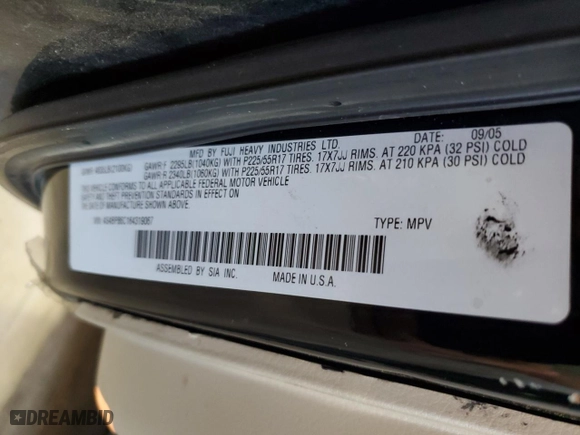 MFD BY FUJI HEAVY INDUSTRIES LTD. DATE: 09/05
GAWR:F 2295LB(1040KG) WITH P225/55R17 TIRES. 17X7JJ RIMS. AT 220 KPA (32 PSI) COLD
GAWR:R 2340LB(1060KG) WITH P225/55R17 TIRES. 17X7JJ RIMS. AT 210 KPA (30 PSI) COLD
THIS VEHICLE CONFORMS TO ALL APPLICABLE FEDERAL MOTOR VEHICLE
SAFETY AND THEFT PREVENTION STANDARDS IN EFFECT ON
THE DATE OF MANUFACTURE SHOWN ABOVE.
TYPE: MPV
ASSEMBLED BY SIA INC. MADE IN U.S.A.
DREAMBID